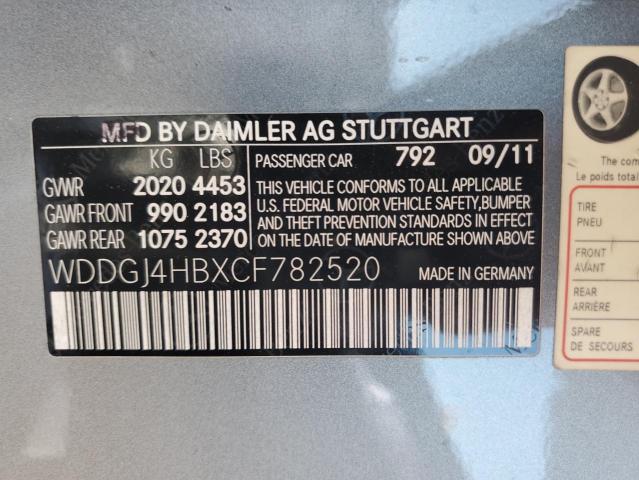 MFD BY DAIMLER AG STUTTGART
KG LBS
GWR 2020 4453
GAWR FRONT 990 2183
GAWR REAR 1075 2370
PASSENGER CAR 792 09/11
THIS VEHICLE CONFORMS TO ALL APPLICABLE
U.S. FEDERAL MOTOR VEHICLE SAFETY,BUMPER
AND THEFT PREVENTION STANDARDS IN EFFECT
ON THE DATE OF MANUFACTURE SHOWN ABOVE
WDDGJ4HBXCF782520
MADE IN GERMANY
The com
Le poids total
TIRE
PNEU
FRONT
AVANT
REAR
ARRIÈRE
SPARE
DE SECOURS